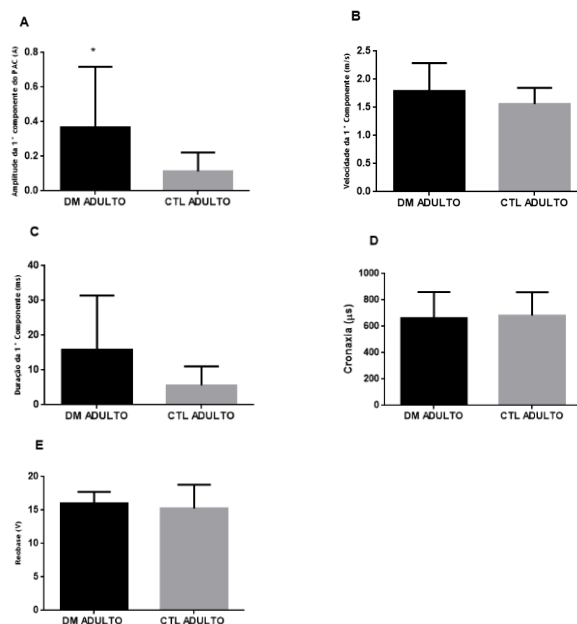 A
Amplitude da 1° componente do PAC (A)
0.8
0.6
0.4
0.2
0.0
*
DM ADULTO CTL ADULTO
B
Velocidade da 1° Componente (m/s)
2.5
2.0
1.5
1.0
0.5
0.0
DM ADULTO CTL ADULTO
C
Duração da 1° Componente (ms)
40
30
20
10
0
DM ADULTO CTL ADULTO
D
Cronaxia (µs)
1000
800
600
400
200
0
DM ADULTO CTL ADULTO
E
Reobase (V)
20
15
10
5
0
DM ADULTO CTL ADULTO